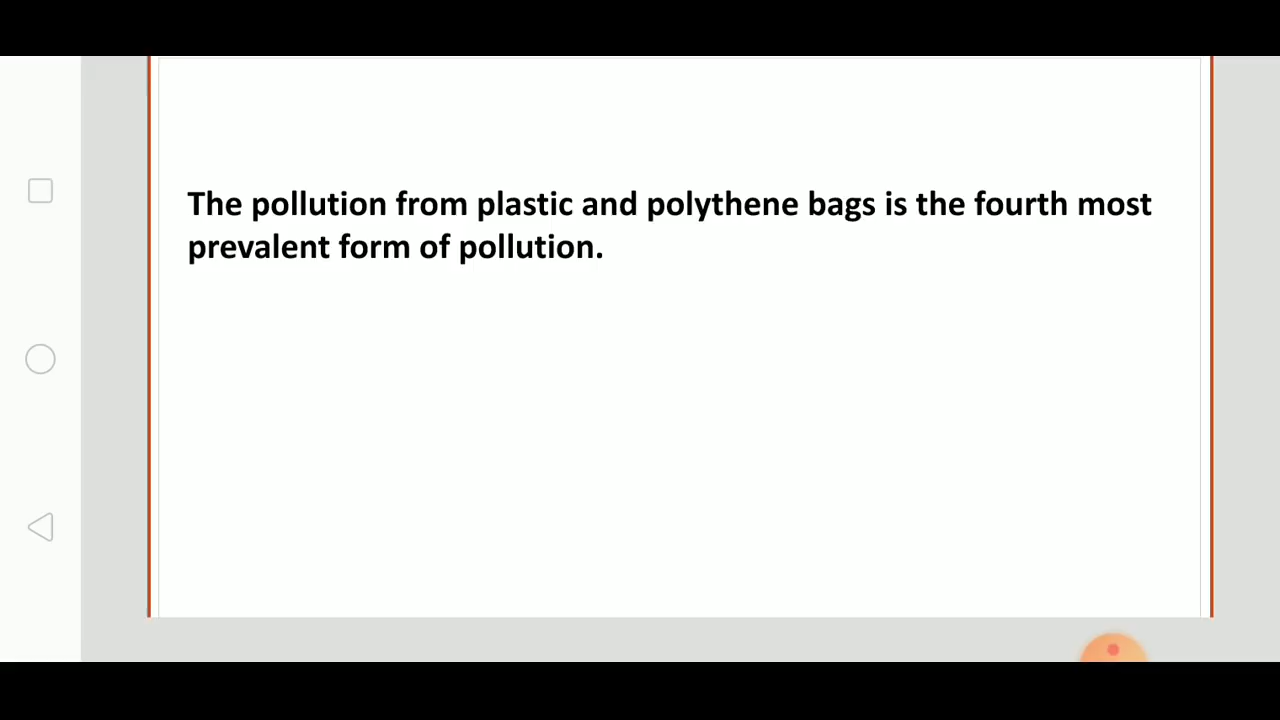 The pollution from plastic and polythene bags is the fourth most
prevalent form of pollution.